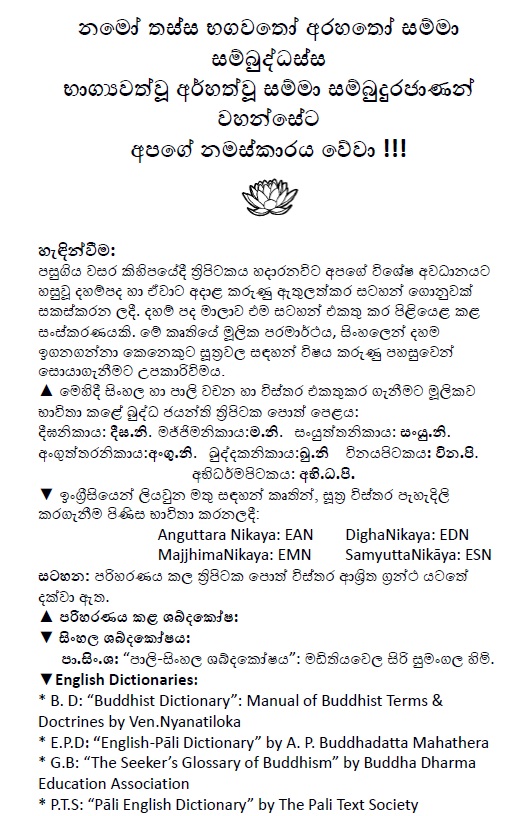 නමෝ තස්ස භගවතෝ අරහතෝ සම්මා
සම්බුද්ධස්ස
භාග්‍යවත්වූ අර්හත්වූ සම්මා සම්බුදුරජාණන්
වහන්සේට
අපගේ නමස්කාරය වේවා !!!
හැඳින්වීම:
පසුගිය වසර කිහිපයේදී ත්‍රිපිටකය හදාරනවිට අපගේ විශේෂ අවධානයට
හසුවූ දහම්පද හා ඒවාට අදාළ කරුණු ඇතුලත්කර සටහන් ගොනුවක්
සකස්කරන ලදී. දහම් පද මාලාව එම සටහන් එකතු කර පිළියෙළ කළ
සංස්කරණයකි. මේ කෘතියේ මූලික පරමාර්ථය, සිංහලෙන් දහම
ඉගනගන්නා කෙනෙකුට සූත්‍රවල සඳහන් විෂය කරුණු පහසුවෙන්
සොයාගැනීමට උපකාරිවීමය.
▲ මෙහිදී සිංහල හා පාලි වචන හා විස්තර එකතුකර ගැනීමට මූලිකව
භාවිතා කළේ බුද්ධ ජයන්ති ත්‍රිපිටක පොත් පෙළය:
දීඝනිකාය: දීඝ.නි. මජ්ඣිමනිකාය:ම.නි. සංයුත්තනිකාය: සංයු.නි.
අංගුත්තරනිකාය:අංගු.නි. ඛුද්දකනිකාය:ඛු.නි විනයපිටකය: වින.පි.
අභිධර්මපිටකය: අභි.ධ.පි.
▼ ඉංග්‍රීසියෙන් ලියවුන මතු සඳහන් කෘතින්, සූත්‍ර විස්තර පැහැදිලි
කරගැනීම පිණිස භාවිතා කරනලදී:
Anguttara Nikaya: EAN DighaNikaya: EDN
MajjhimaNikaya: EMN SamyuttaNikāya: ESN
සටහන: පරිහරණය කල ත්‍රිපිටක පොත් විස්තර ආශ්‍රිත ග්‍රන්ථ යටතේ
දක්වා ඇත.
▲ පරිහරණය කළ ශබ්දකෝෂ:
▼ සිංහල ශබ්දකෝෂය:
පා.සිං.ශ: “පාලි-සිංහල ශබ්දකෝෂය”: මඩිතියවෙල සිරි සුමංගල හිමි.
▼English Dictionaries:
* B. D: “Buddhist Dictionary”: Manual of Buddhist Terms &
Doctrines by Ven.Nyanatiloka
* E.P.D: “English-Pāli Dictionary” by A. P. Buddhadatta Mahathera
* G.B: “The Seeker’s Glossary of Buddhism” by Buddha Dharma
Education Association
* P.T.S: “Pāli English Dictionary” by The Pali Text Society